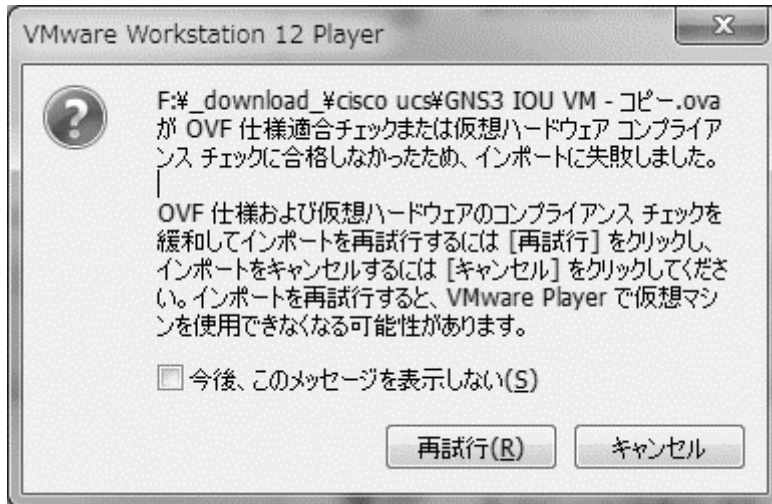 VMware Workstation 12 Player
F:¥_download_¥cisco ucs¥GNS3 IOU VM - コピー.ova
が OVF 仕様適合チェックまたは仮想ハードウェア コンプライア
ンス チェックに合格しなかったため、インポートに失敗しました。
OVF 仕様および仮想ハードウェアのコンプライアンス チェックを
緩和してインポートを再試行するには [再試行] をクリックし、
インポートをキャンセルするには [キャンセル] をクリックしてくださ
い。インポートを再試行すると、VMware Player で仮想マシ
ンを使用できなくなる可能性があります。
今後、このメッセージを表示しない(S)
再試行(R)
キャンセル